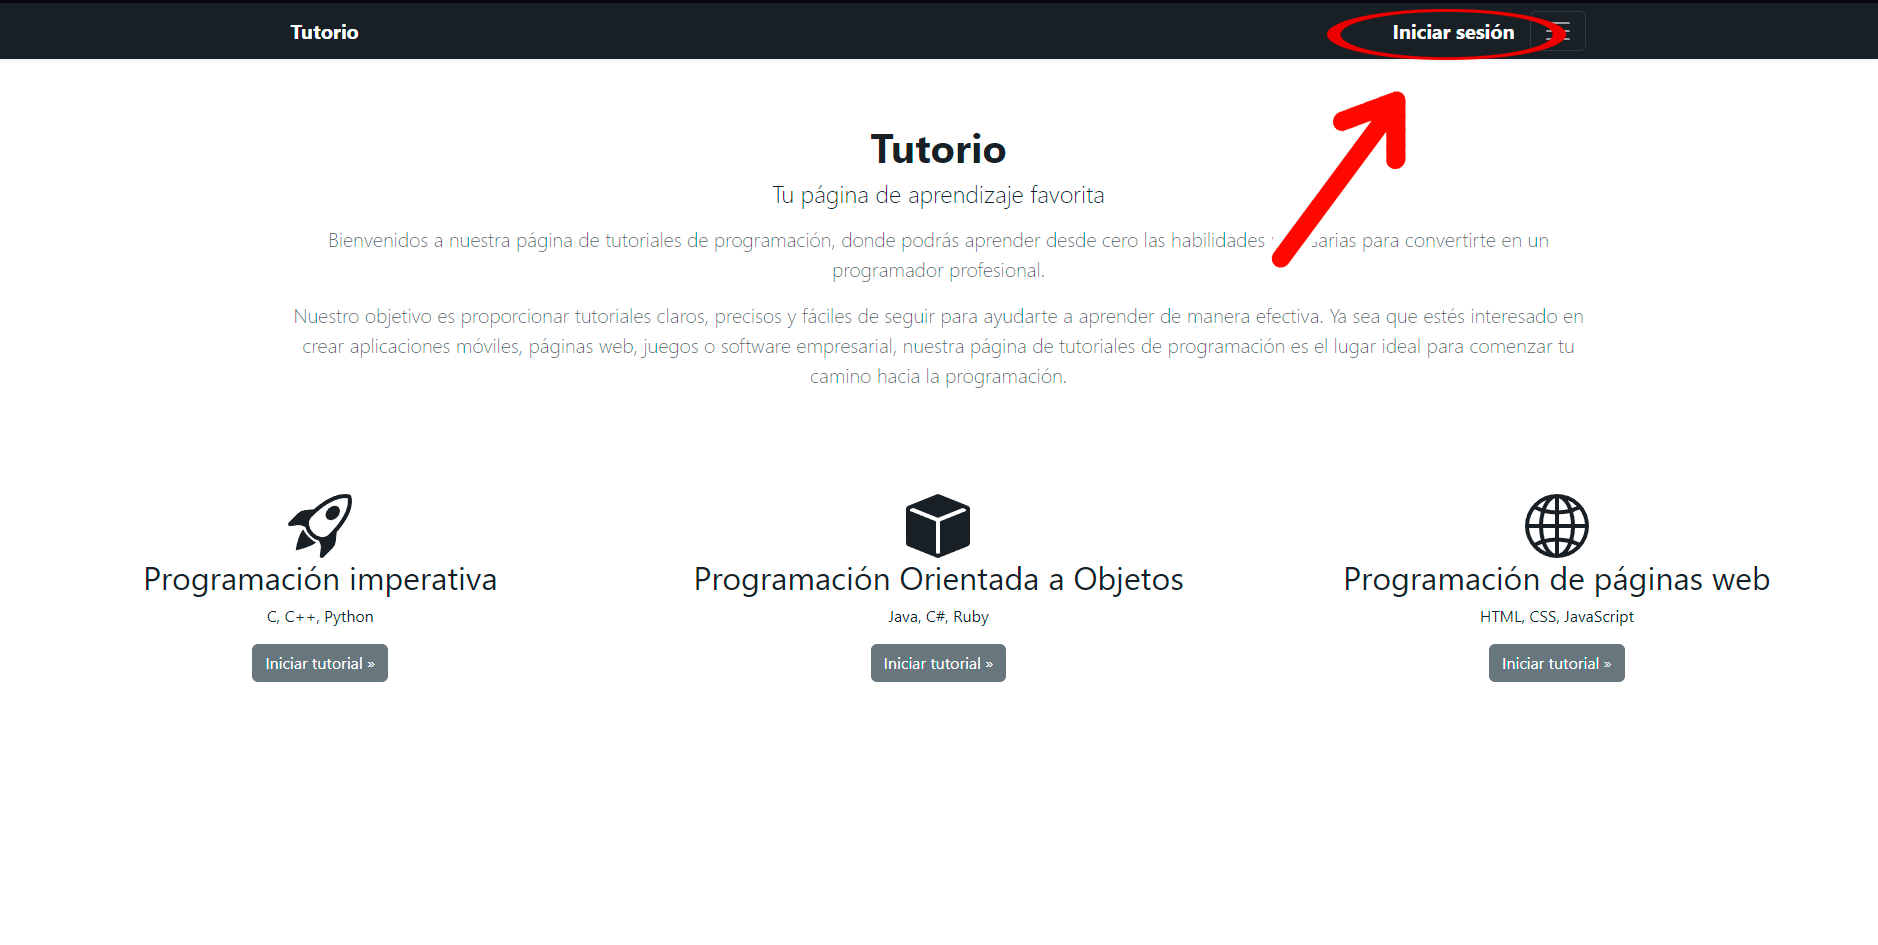 Tutorio
Iniciar sesión
Tutorio
Tu página de aprendizaje favorita
Bienvenidos a nuestra página de tutoriales de programación, donde podrás aprender desde cero las habilidades para convertirte en un
programador profesional.
Nuestro objetivo es proporcionar tutoriales claros, precisos y fáciles de seguir para ayudarte a aprender de manera efectiva. Ya sea que estés interesado en
crear aplicaciones móviles, páginas web, juegos o software empresarial, nuestra página de tutoriales de programación es el lugar ideal para comenzar tu
camino hacia la programación.
Programación imperativa
C, C++, Python
Iniciar tutorial »
Programación Orientada a Objetos
Java, C#, Ruby
Iniciar tutorial »
Programación de páginas web
HTML, CSS, JavaScript
Iniciar tutorial »